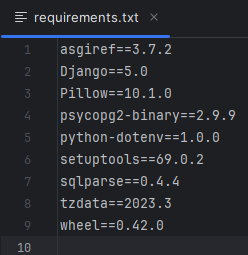 requirements.txt ×
1 asgiref==3.7.2
2 Django==5.0
3 Pillow==10.1.0
4 psycopg2-binary==2.9.9
5 python-dotenv==1.0.0
6 setuptools==69.0.2
7 sqlparse==0.4.4
8 tzdata==2023.3
9 wheel==0.42.0
10